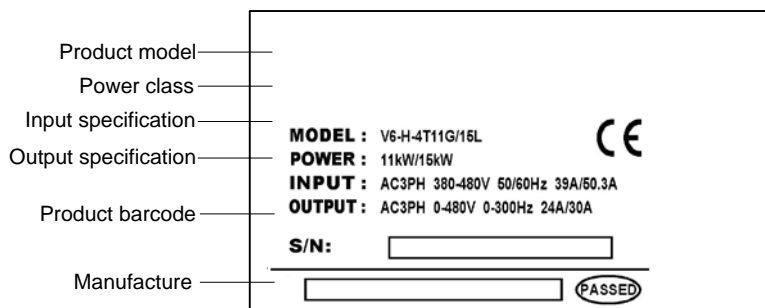 Product model
Power class
Input specification
Output specification
Product barcode
Manufacture
MODEL : V6-H-4T11G/15L
POWER : 11kW/15kW
INPUT : AC3PH 380-480V 50/60Hz 39A/50.3A
OUTPUT : AC3PH 0-480V 0-300Hz 24A/30A
S/N:
CE
PASSED